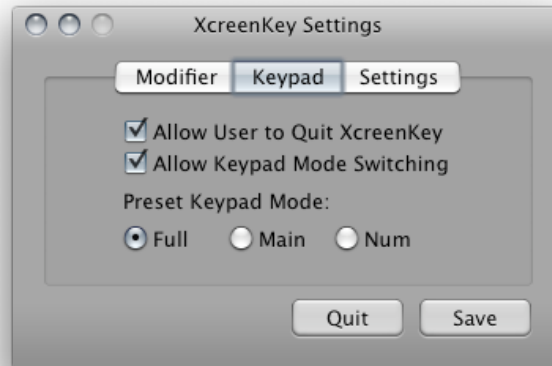 XcreenKey Settings
Modifier Keypad Settings
Allow User to Quit XcreenKey
Allow Keypad Mode Switching
Preset Keypad Mode:
Full Main Num
Quit Save